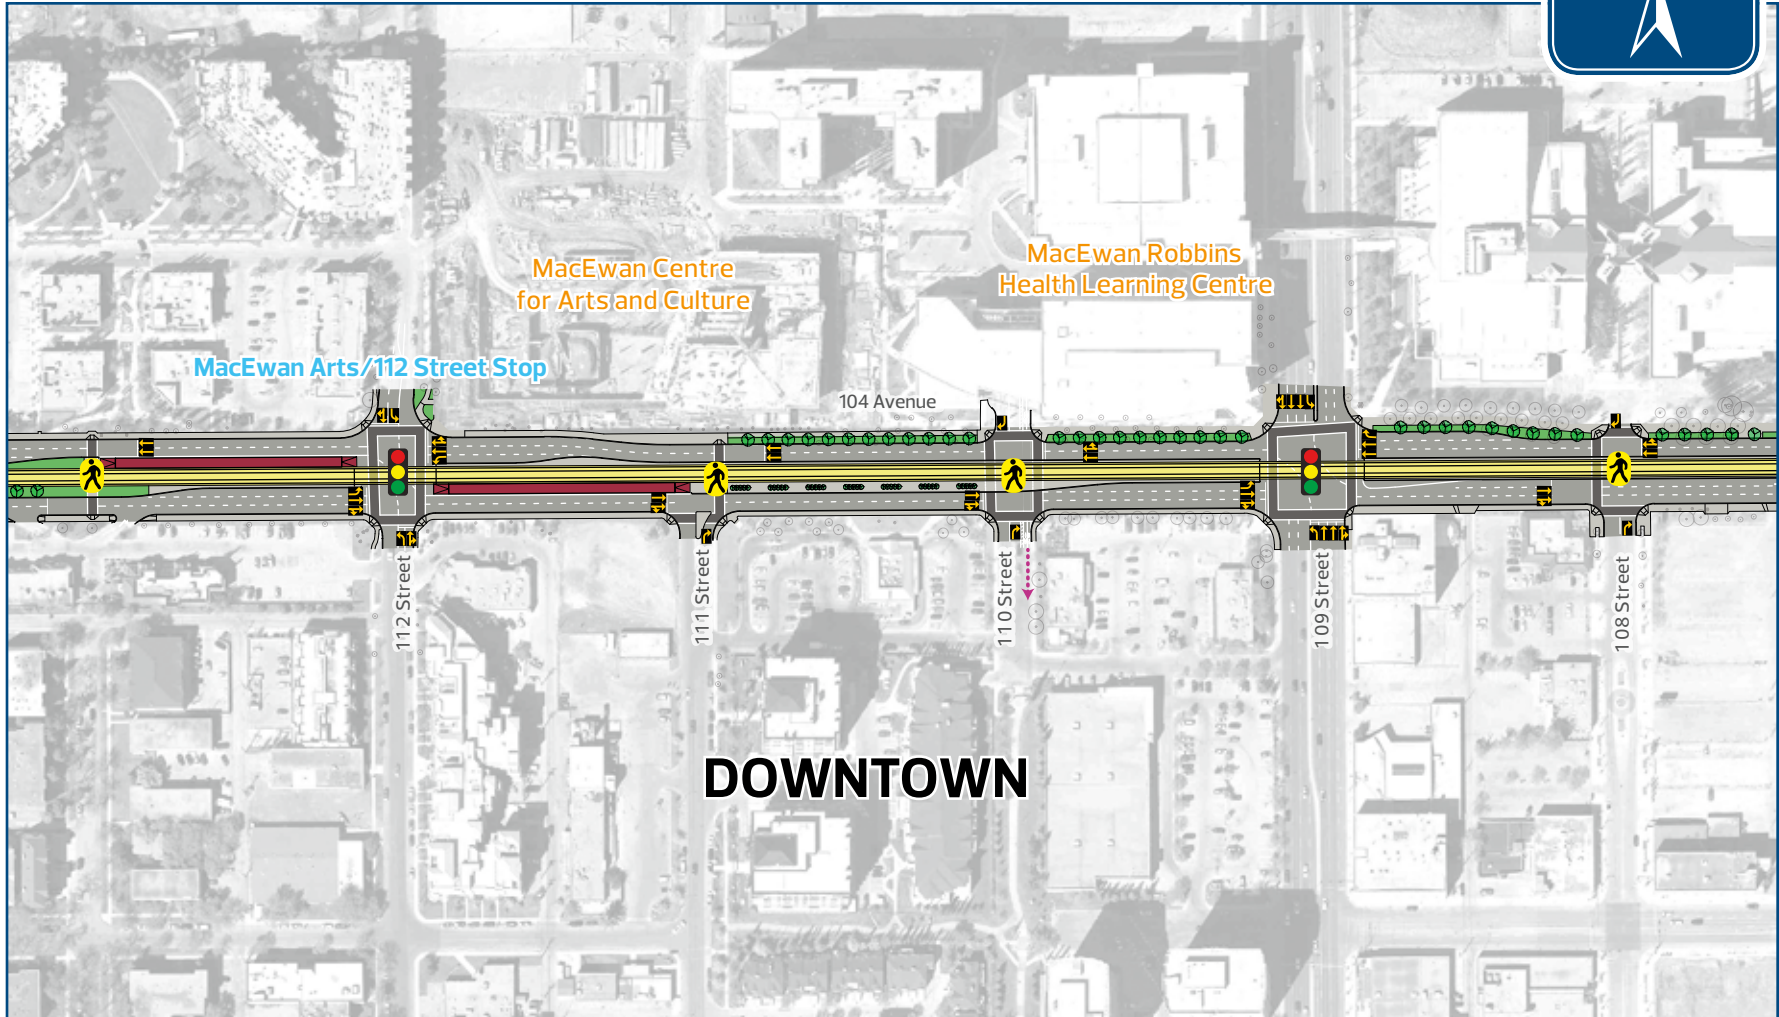 MacEwan Centre
for Arts and Culture
MacEwan Robbins
Health Learning Centre
MacEwan Arts/112 Street Stop
104 Avenue
112 Street
111 Street
110 Street
109 Street
108 Street
DOWNTOWN